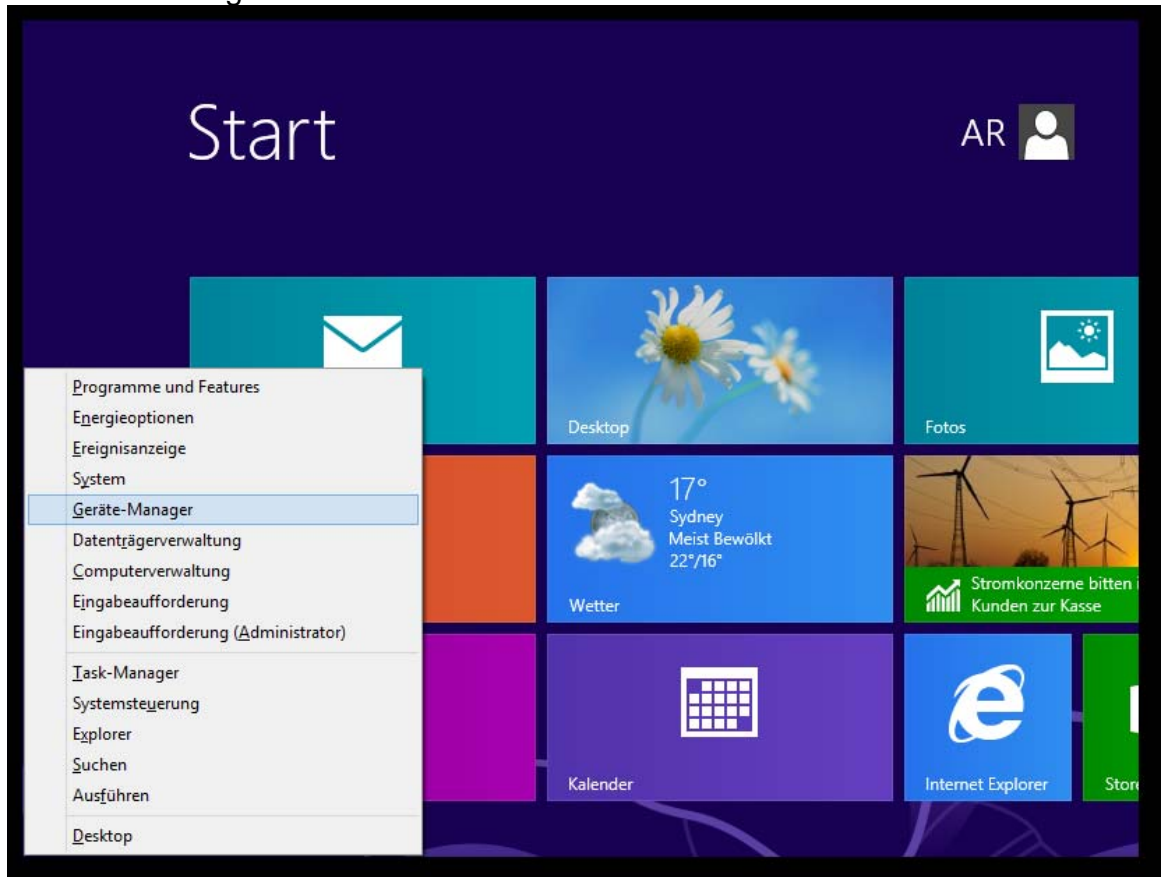 Start
AR
Programme und Features
Energieoptionen
Ereignisanzeige
System
Geräte-Manager
Datenträgerverwaltung
Computerverwaltung
Eingabeaufforderung
Eingabeaufforderung (Administrator)
Task-Manager
Systemsteuerung
Explorer
Suchen
Ausführen
Desktop
Desktop
Fotos
17°
Sydney
Meist Bewölkt
22°/16°
Wetter
Stromkonzerne bitten
Kunden zur Kasse
Kalender
Internet Explorer